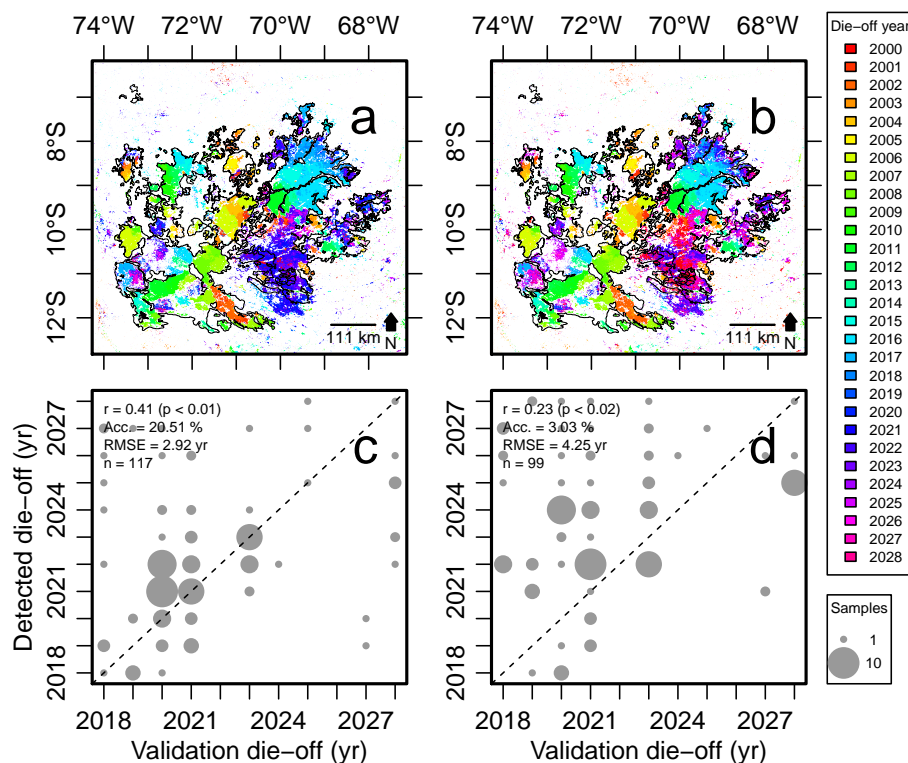 74°W 72°W 70°W 68°W
74°W 72°W 70°W 68°W
8°S
10°S
12°S
a
111 km
N
b
111 km
N
Die−off year
2000
2001
2002
2003
2004
2005
2006
2007
2008
2009
2010
2011
2012
2013
2014
2015
2016
2017
2018
2019
2020
2021
2022
2023
2024
2025
2026
2027
2028
8°S
10°S
12°S
Detected die−off (yr)
2027
2024
2021
2018
r = 0.41 (p < 0.01)
Acc. = 20.51 %
RMSE = 2.92 yr
n = 117
c
r = 0.23 (p < 0.02)
Acc. = 3.03 %
RMSE = 4.25 yr
n = 99
d
2027
2024
2021
2018
Samples
1
10
2018 2021 2024 2027
Validation die−off (yr)
2018 2021 2024 2027
Validation die−off (yr)